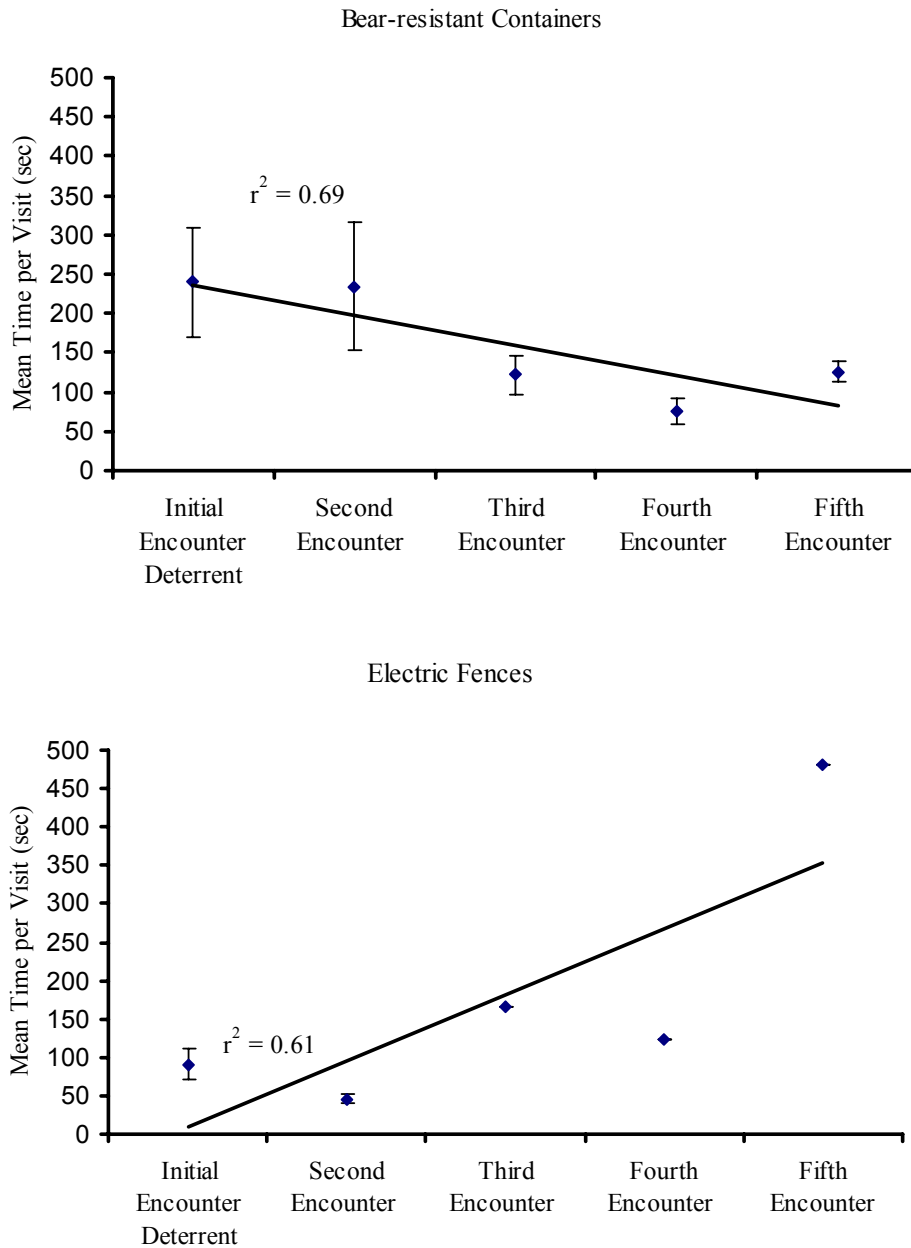 Bear-resistant Containers
500
450
400
350
300
250
200
150
100
50
0
Mean Time per Visit (sec)
r² = 0.69
Initial Encounter Deterrent
Second Encounter
Third Encounter
Fourth Encounter
Fifth Encounter
Electric Fences
500
450
400
350
300
250
200
150
100
50
0
Mean Time per Visit (sec)
r² = 0.61
Initial Encounter Deterrent
Second Encounter
Third Encounter
Fourth Encounter
Fifth Encounter